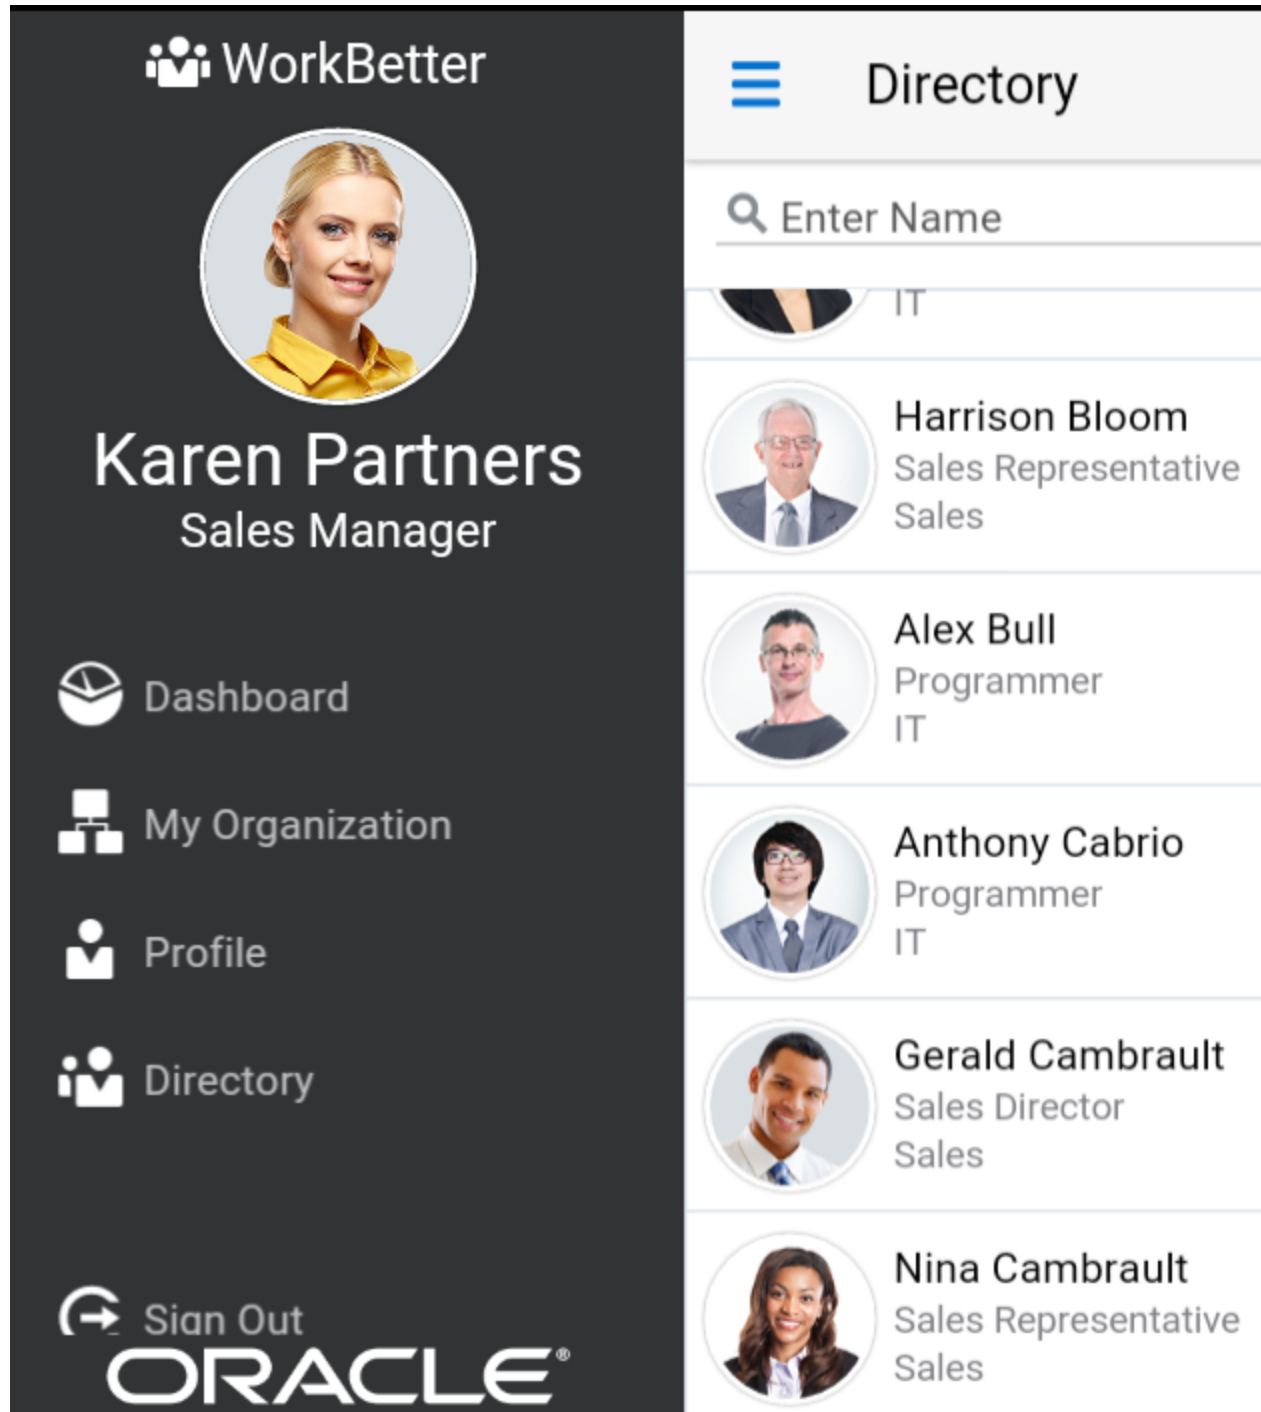 WorkBetter
Karen Partners
Sales Manager
Dashboard
My Organization
Profile
Directory
Sign Out
ORACLE®
Directory
Enter Name
IT
Harrison Bloom
Sales Representative
Sales
Alex Bull
Programmer
IT
Anthony Cabrio
Programmer
IT
Gerald Cambrault
Sales Director
Sales
Nina Cambrault
Sales Representative
Sales